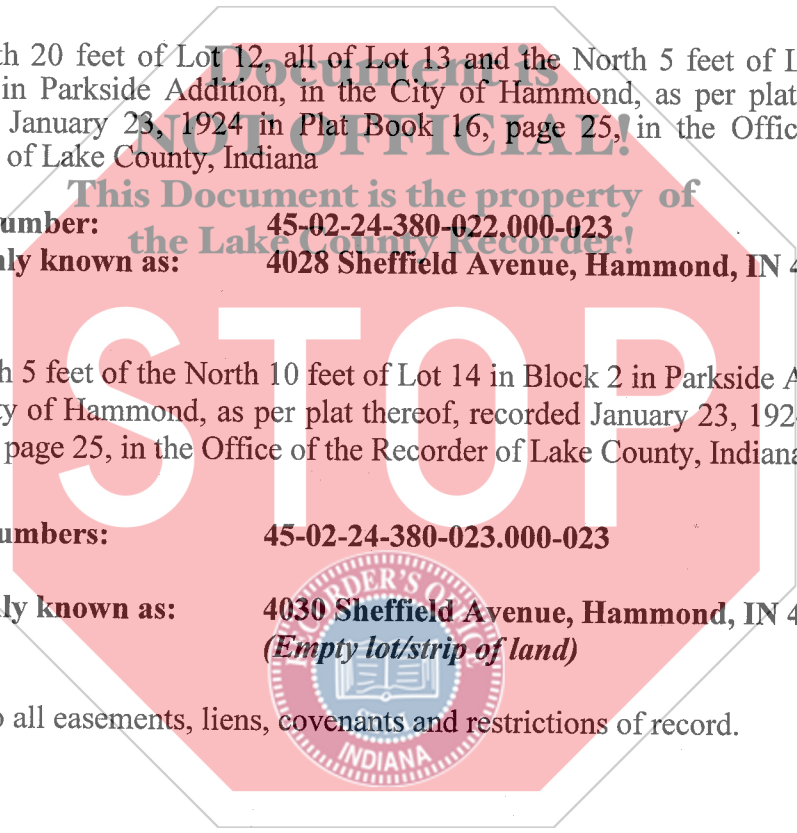 th 20 feet of Lot 12, all of Lot 13 and the North 5 feet of L
in Parkside Addition, in the City of Hammond, as per plat
January 23, 1924 in Plat Book 16, page 25, in the Offic
of Lake County, Indiana
Document is
NOT OFFICIAL!
This Document is the property of
the Lake County Recorder!
umber: 45-02-24-380-022.000-023
nly known as: 4028 Sheffield Avenue, Hammond, IN 4
STOP
h 5 feet of the North 10 feet of Lot 14 in Block 2 in Parkside A
y of Hammond, as per plat thereof, recorded January 23, 192
page 25, in the Office of the Recorder of Lake County, Indiana
umbers: 45-02-24-380-023.000-023
nly known as: 4030 Sheffield Avenue, Hammond, IN 4
(Empty lot/strip of land)
o all easements, liens, covenants and restrictions of record.
RECORDER'S OFFICE
INDIANA